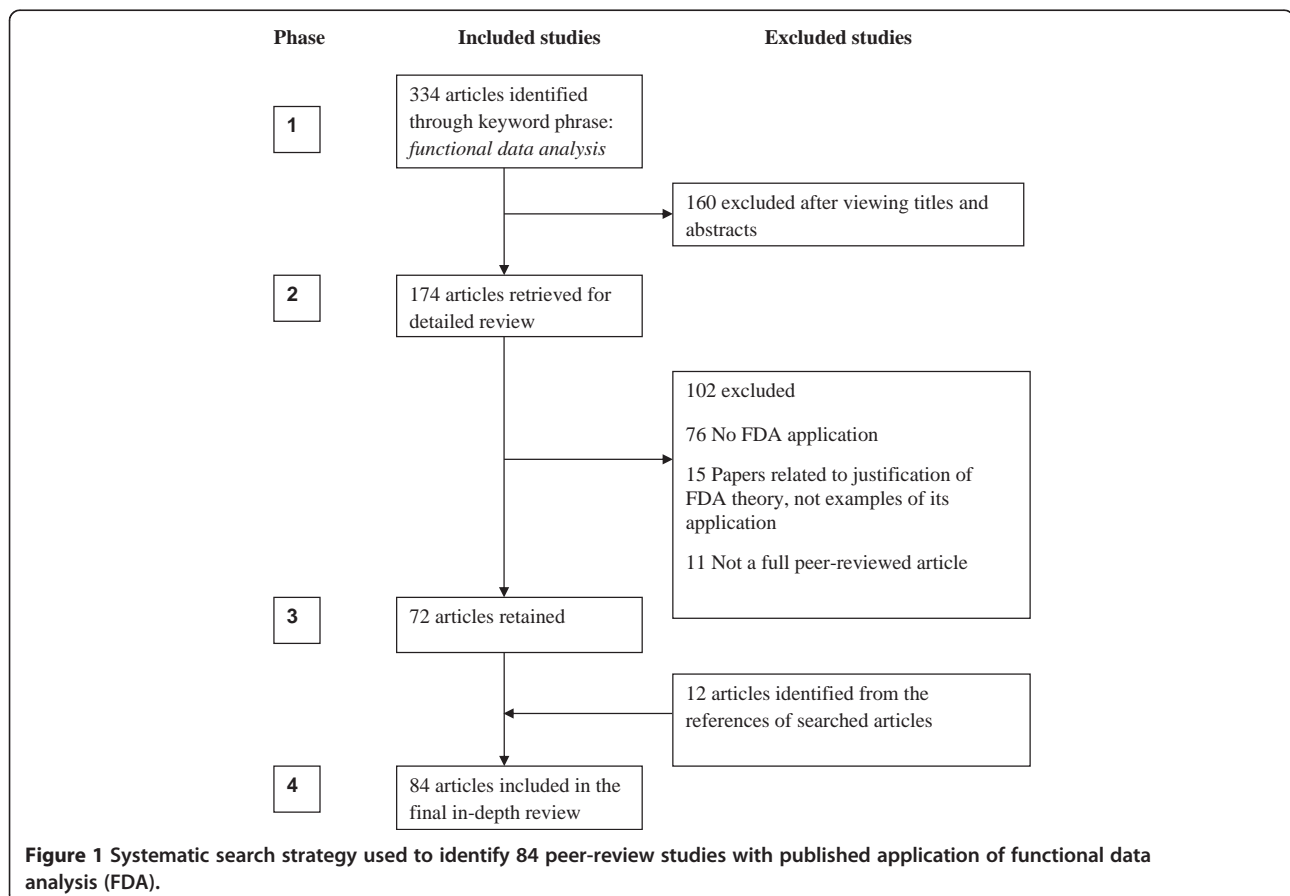 Phase Included studies Excluded studies
334 articles identified
through keyword phrase:
functional data analysis
1
160 excluded after viewing titles and
abstracts
2
174 articles retrieved for
detailed review
102 excluded
76 No FDA application
15 Papers related to justification of
FDA theory, not examples of its
application
11 Not a full peer-reviewed article
3
72 articles retained
12 articles identified from the
references of searched articles
4
84 articles included in the
final in-depth review
Figure 1 Systematic search strategy used to identify 84 peer-review studies with published application of functional data
analysis (FDA).